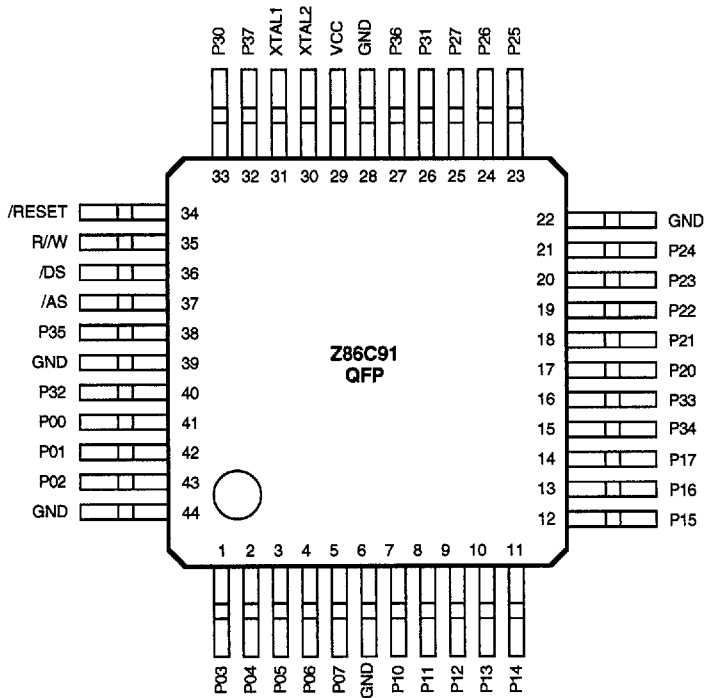 P30 P37 XTAL1 XTAL2 VCC GND P36 P31 P27 P26 P25
33 32 31 30 29 28 27 26 25 24 23
/RESET 34
R//W 35
/DS 36
/AS 37
P35 38
GND 39
P32 40
P00 41
P01 42
P02 43
GND 44
Z86C91
QFP
22 GND
21 P24
20 P23
19 P22
18 P21
17 P20
16 P33
15 P34
14 P17
13 P16
12 P15
1 2 3 4 5 6 7 8 9 10 11
P03 P04 P05 P06 P07 GND P10 P11 P12 P13 P14